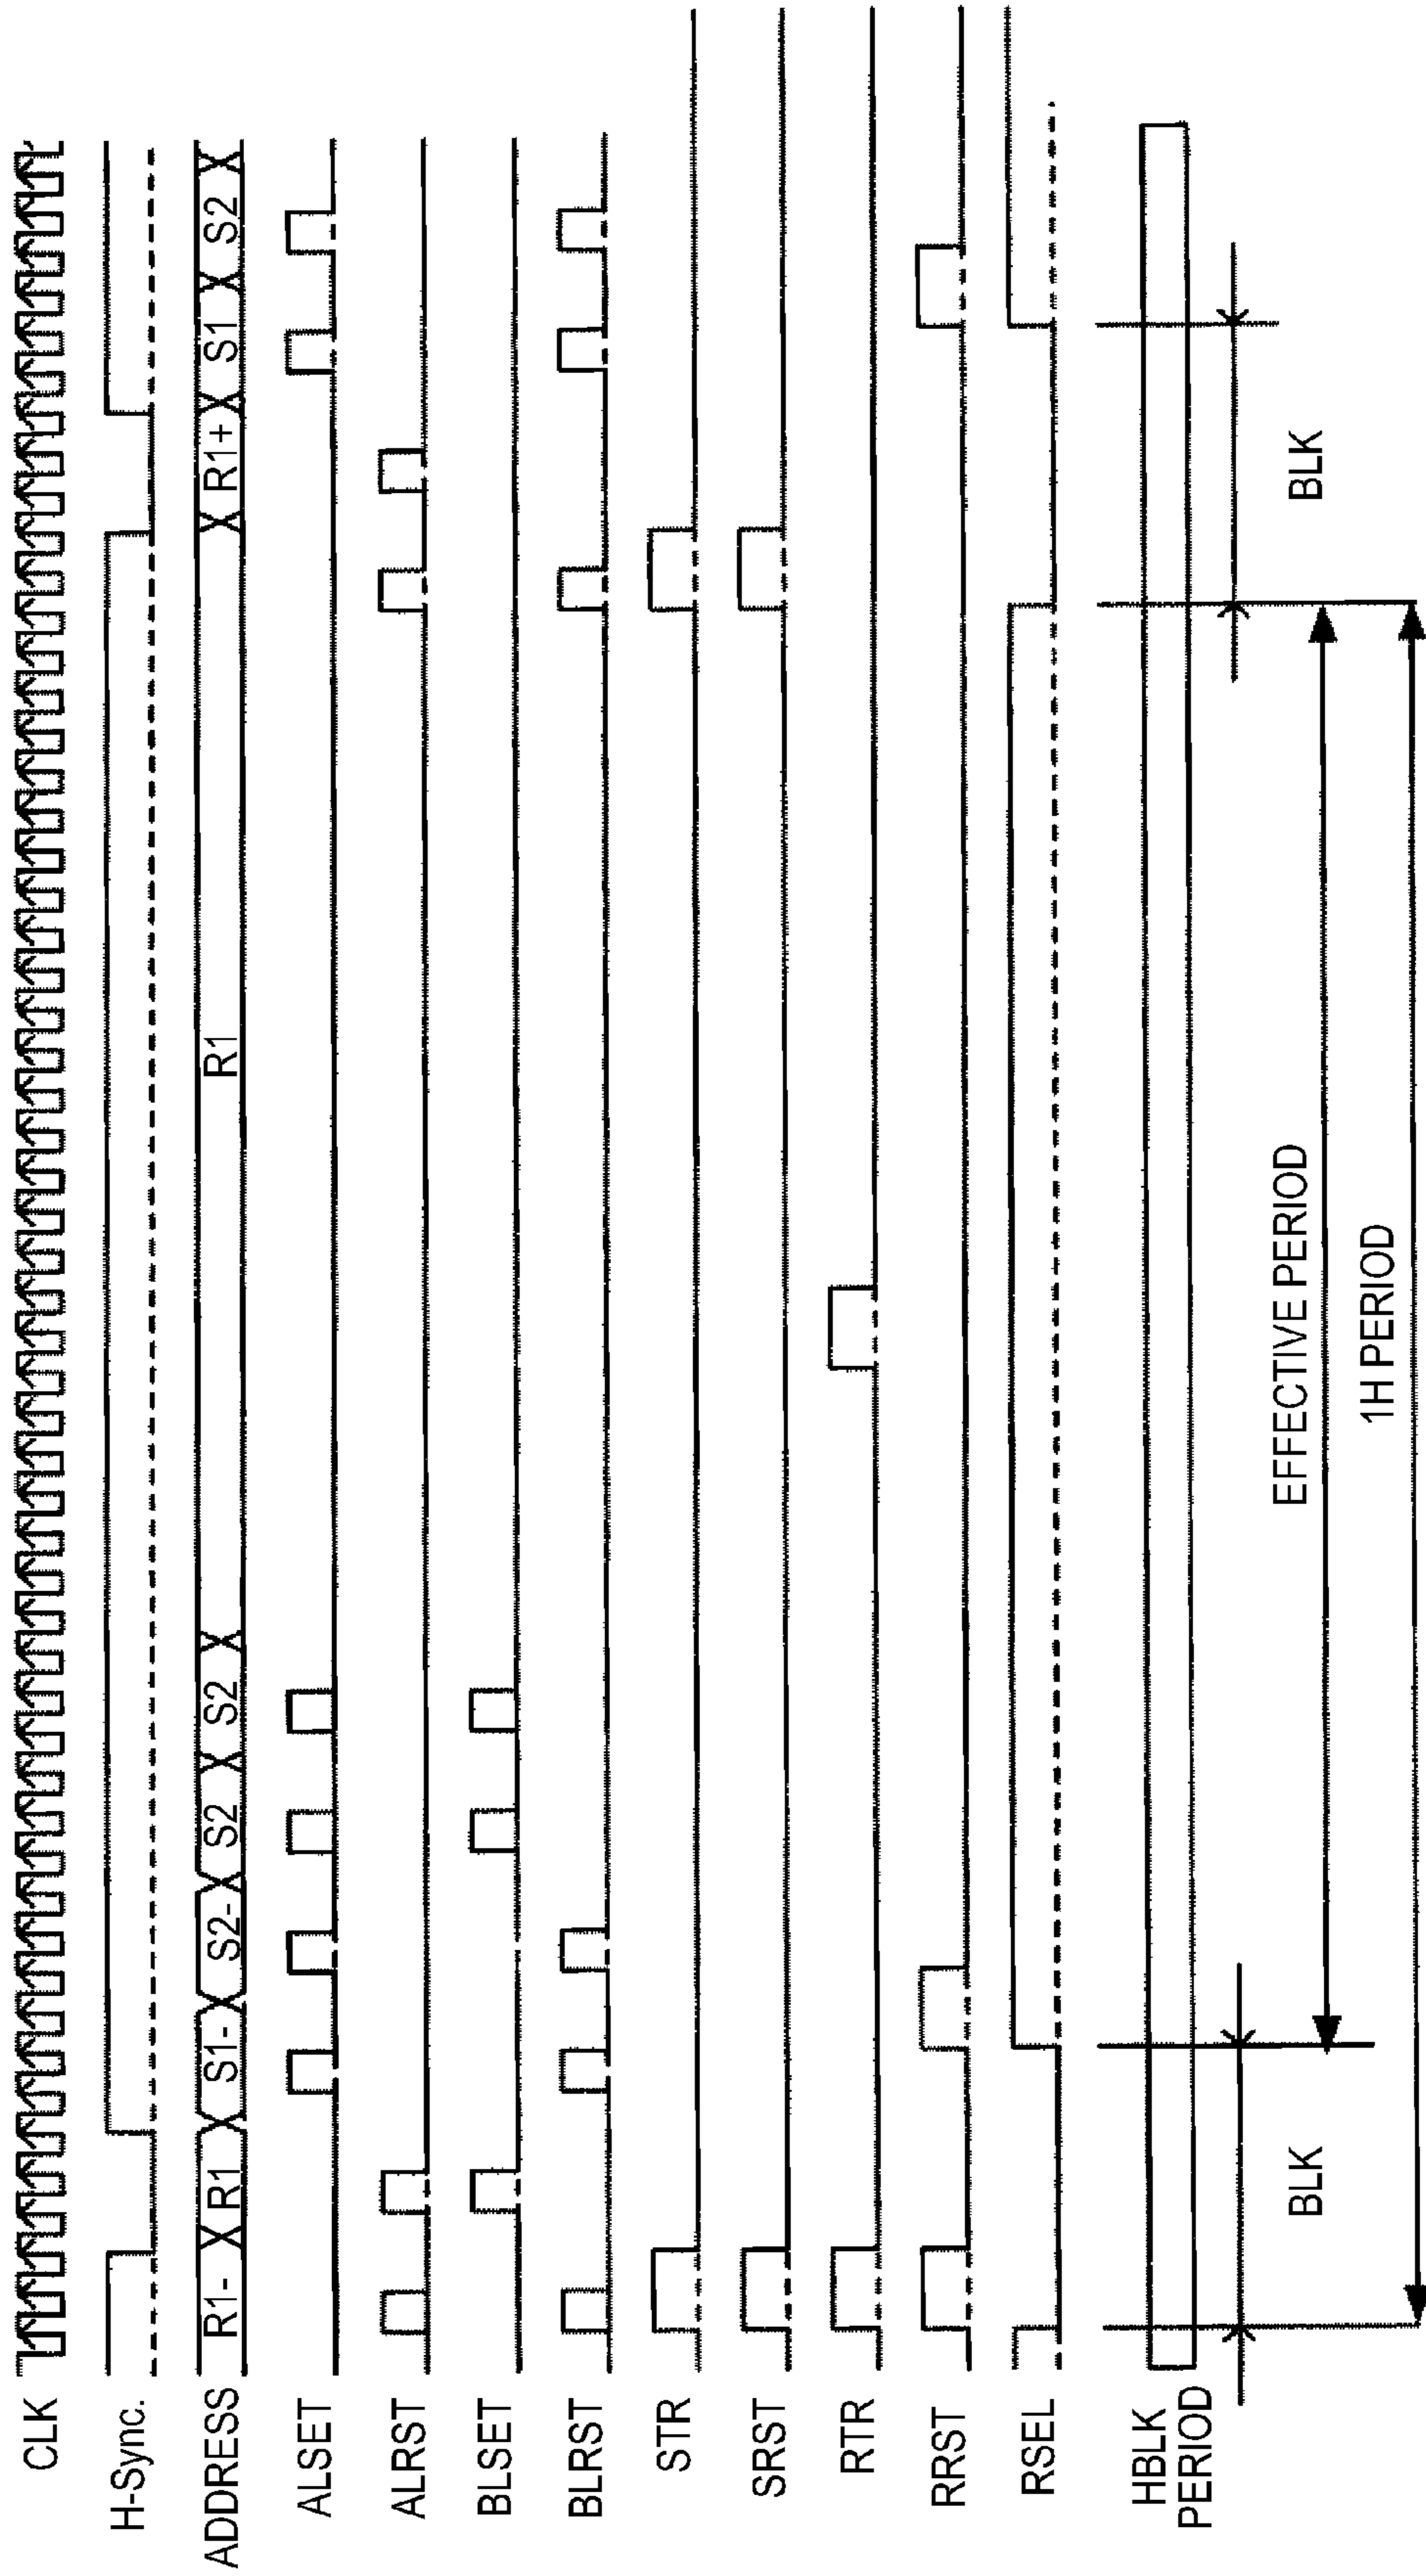 CLK
H-Sync.
ADDRESS R1- R1 S1- S2- S2 S2 R1 R1+ S1 S2
ALSET
ALRST
BLSET
BLRST
STR
SRST
RTR
RRST
RSEL
HBLK
PERIOD
BLK BLK
EFFECTIVE PERIOD
1H PERIOD